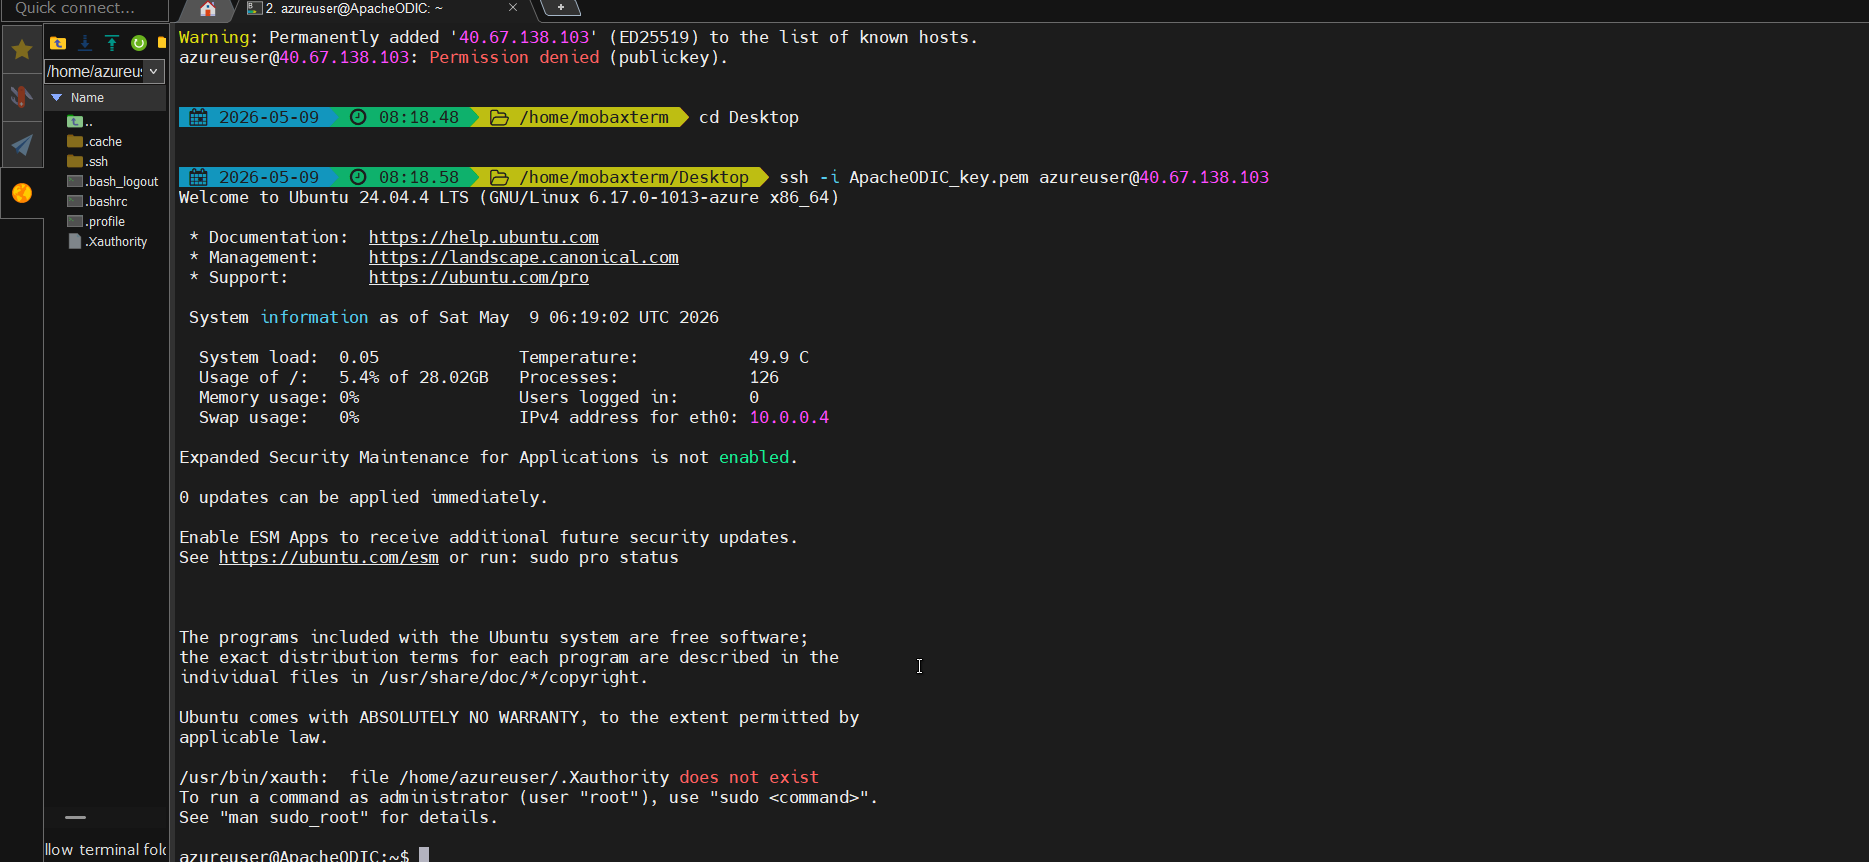 Quick connect...
2. azureuser@ApacheODIC: ~
/home/azureus
Name
..
.cache
.ssh
.bash_logout
.bashrc
.profile
.Xauthority
Warning: Permanently added '40.67.138.103' (ED25519) to the list of known hosts.
azureuser@40.67.138.103: Permission denied (publickey).
2026-05-09 08:18.48 /home/mobaxterm cd Desktop
2026-05-09 08:18.58 /home/mobaxterm/Desktop ssh -i ApacheODIC_key.pem azureuser@40.67.138.103
Welcome to Ubuntu 24.04.4 LTS (GNU/Linux 6.17.0-1013-azure x86_64)
* Documentation: https://help.ubuntu.com
* Management: https://landscape.canonical.com
* Support: https://ubuntu.com/pro
System information as of Sat May 9 06:19:02 UTC 2026
System load: 0.05 Temperature: 49.9 C
Usage of /: 5.4% of 28.02GB Processes: 126
Memory usage: 0% Users logged in: 0
Swap usage: 0% IPv4 address for eth0: 10.0.0.4
Expanded Security Maintenance for Applications is not enabled.
0 updates can be applied immediately.
Enable ESM Apps to receive additional future security updates.
See https://ubuntu.com/esm or run: sudo pro status
The programs included with the Ubuntu system are free software;
the exact distribution terms for each program are described in the
individual files in /usr/share/doc/*/copyright.
Ubuntu comes with ABSOLUTELY NO WARRANTY, to the extent permitted by
applicable law.
/usr/bin/xauth: file /home/azureuser/.Xauthority does not exist
To run a command as administrator (user "root"), use "sudo <command>".
See "man sudo_root" for details.
azureuser@ApacheODIC:~$
llow terminal fold